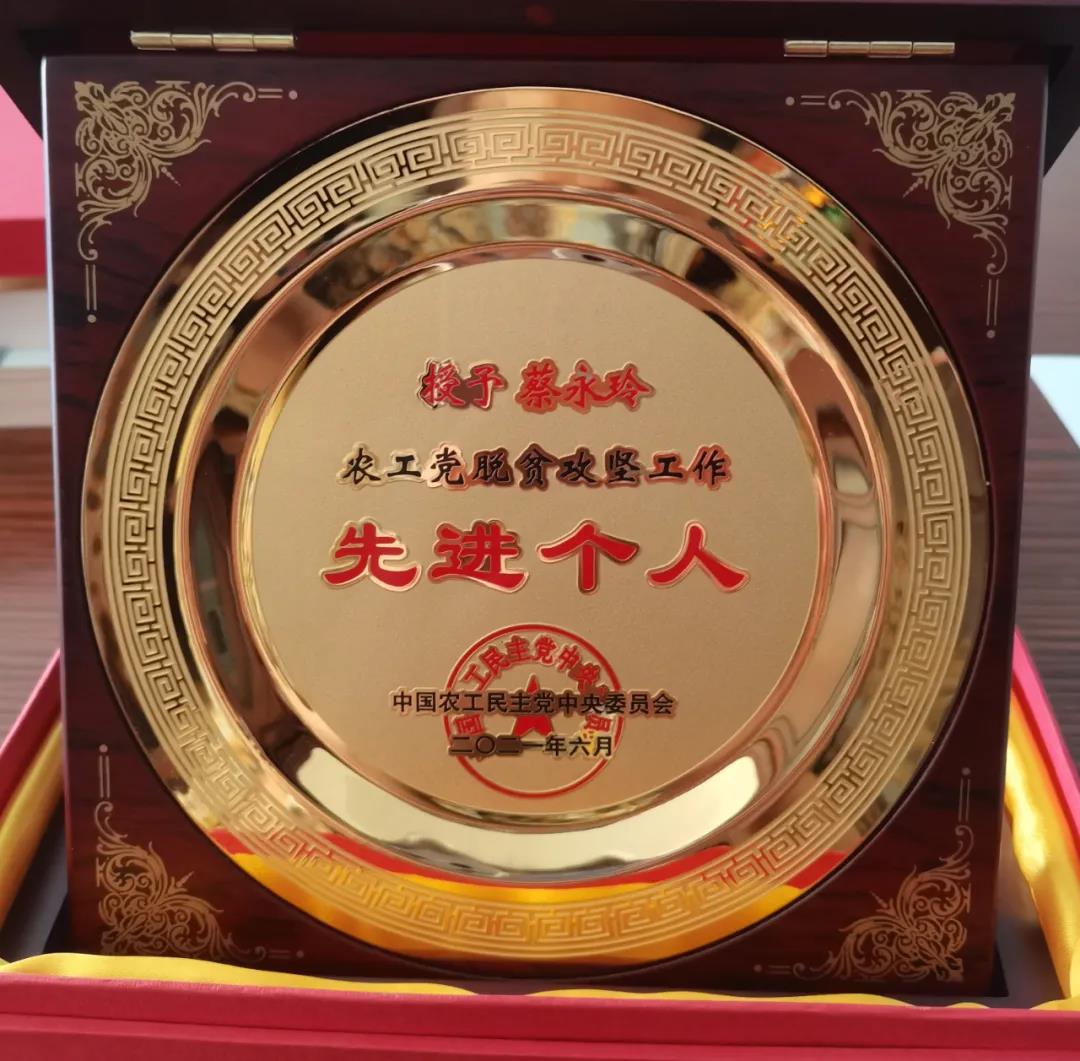 授予 蔡永玲
农工党脱贫攻坚工作
先进个人
中国农工民主党中央委员会
二〇二一年六月